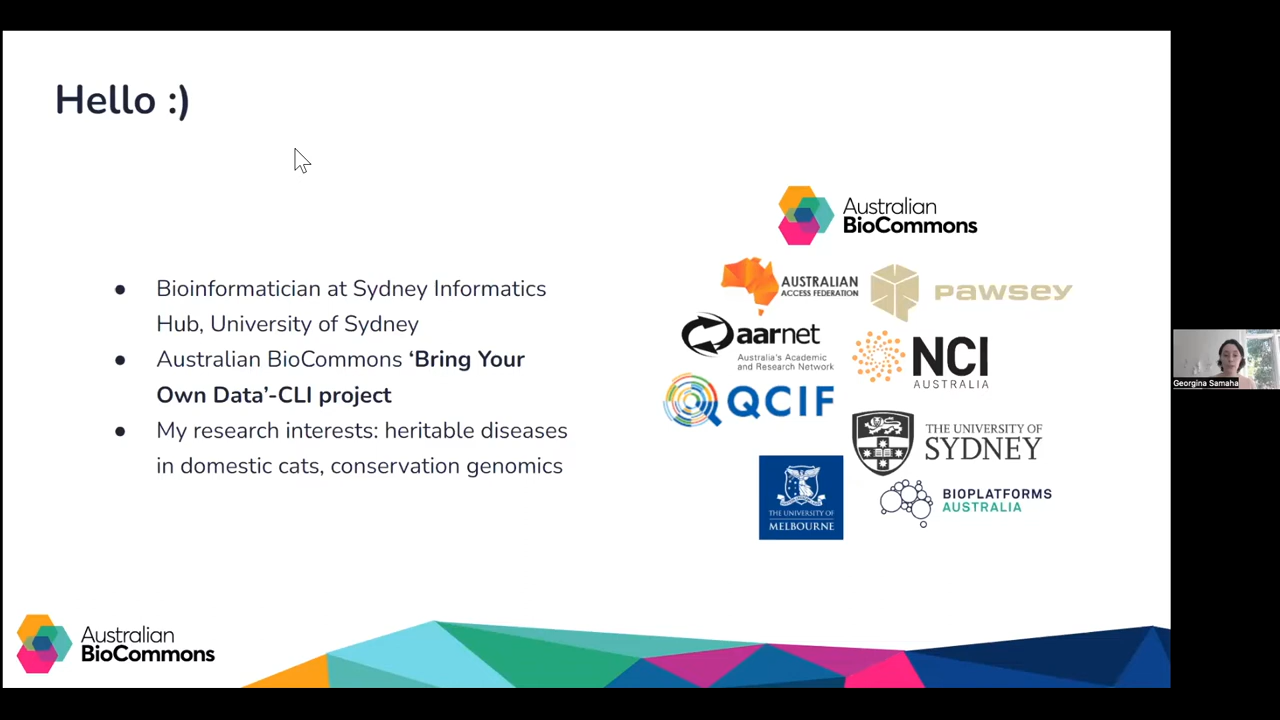 Hello :)
● Bioinformatician at Sydney Informatics
Hub, University of Sydney
● Australian BioCommons ‘Bring Your
Own Data’-CLI project
● My research interests: heritable diseases
in domestic cats, conservation genomics
Australian
BioCommons
AUSTRALIAN
ACCESS FEDERATION
PAWSEY
aarnet
Australia's Academic
and Research Network
NCI
AUSTRALIA
QCIF
THE UNIVERSITY OF
SYDNEY
THE UNIVERSITY OF
MELBOURNE
BIOPLATFORMS
AUSTRALIA
Georgina Samaha
Australian
BioCommons